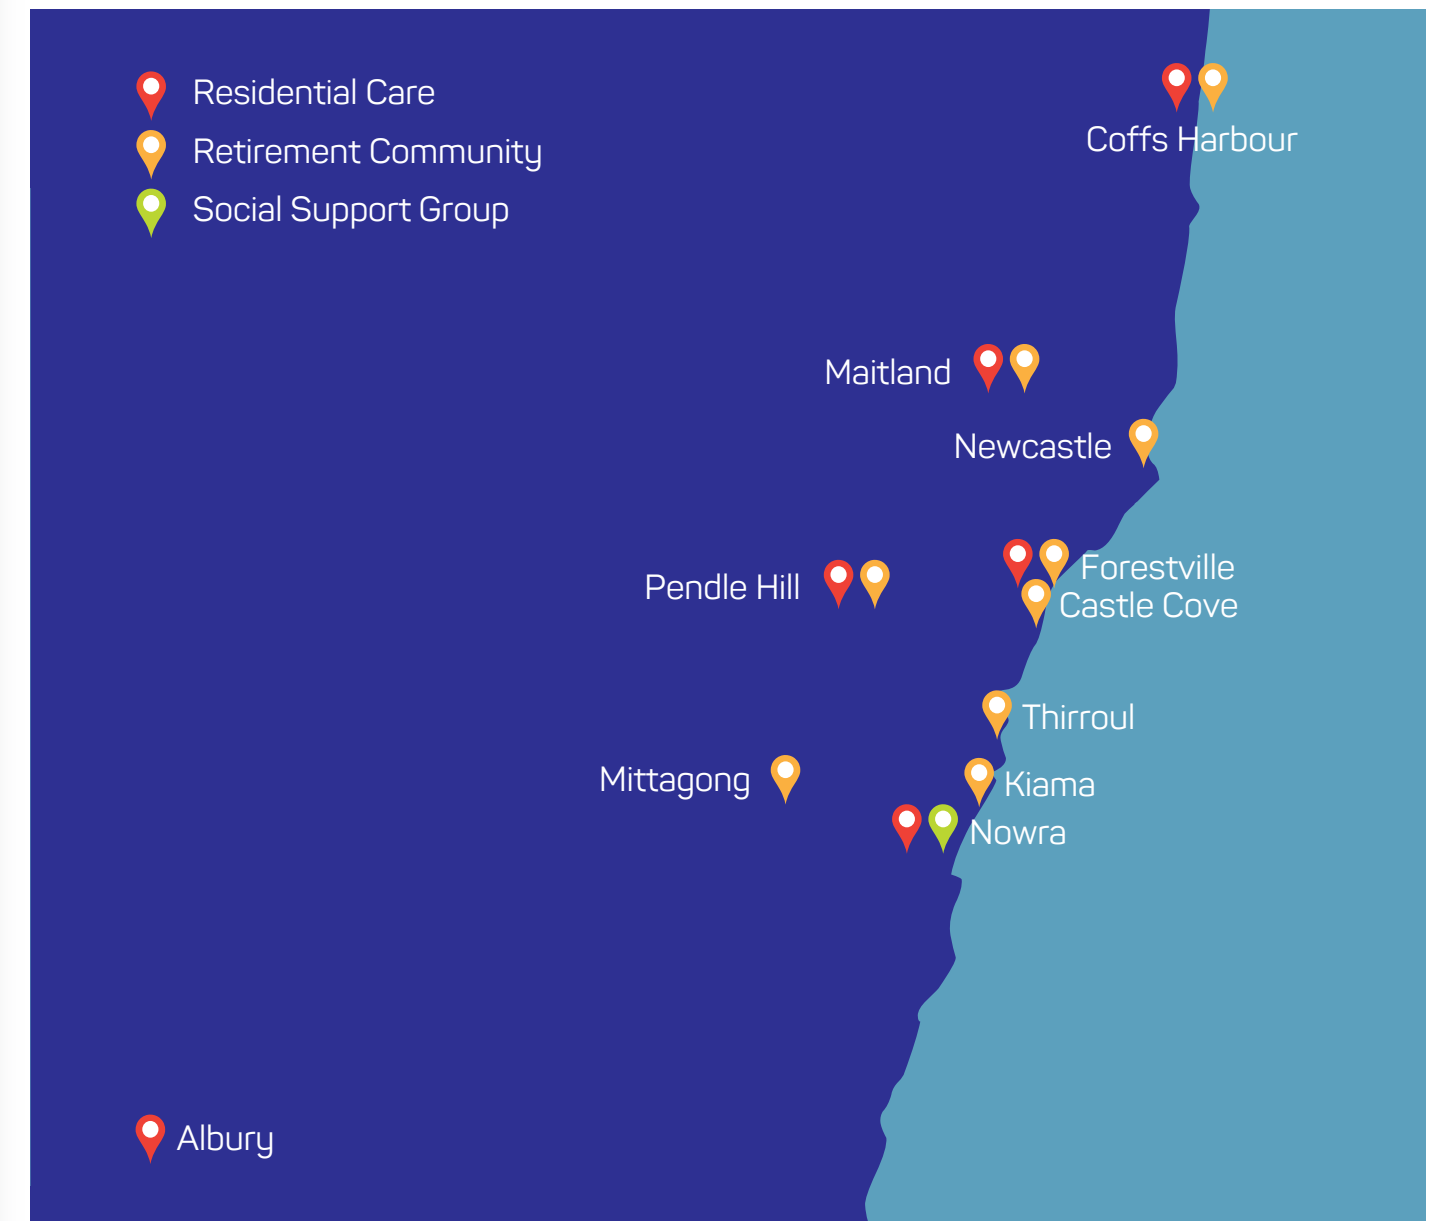 Residential Care
Retirement Community
Social Support Group
Coffs Harbour
Maitland
Newcastle
Forestville
Pendle Hill
Castle Cove
Thirroul
Mittagong
Kiama
Nowra
Albury